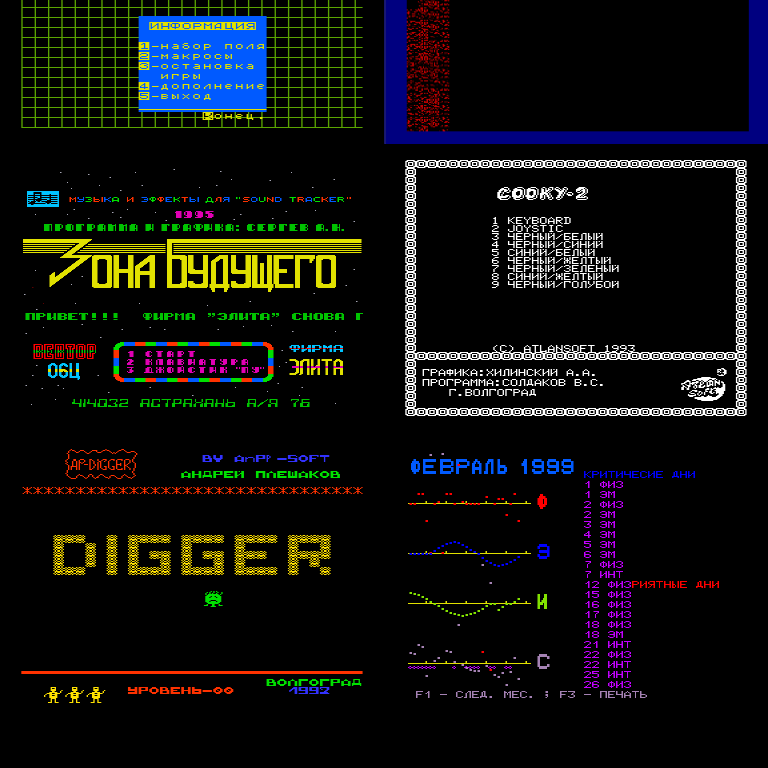 ИНФОРМАЦИЯ
1-набор поля
2-макросы
3-остановка
игры
4-дополнение
5-выход
Конец.
МУЗЫКА И ЭФФЕКТЫ ДЛЯ "SOUND TRACKER"
1995
ПРОГРАММА И ГРАФИКА: СЕРГЕЕВ А.Н.
ЗОНА БУДУЩЕГО
ПРИВЕТ!!! ФИРМА "ЭЛИТА" СНОВА
ВЕКТОР
06Ц
1 СТАРТ
2 КЛАВИАТУРА
3 ДЖОЙСТИК "ПУ"
ФИРМА
ЭЛИТА
414032 АСТРАХАНЬ А/Я 76
COOKY-2
1 KEYBOARD
2 JOYSTIC
3 ЧЕРНЫЙ/БЕЛЫЙ
4 ЧЕРНЫЙ/СИНИЙ
5 СИНИЙ/БЕЛЫЙ
6 ЧЕРНЫЙ/ЖЕЛТЫЙ
7 ЧЕРНЫЙ/ЗЕЛЕНЫЙ
8 СИНИЙ/ЖЕЛТЫЙ
9 ЧЕРНЫЙ/ГОЛУБОЙ
(C) ATLANSOFT 1993
ГРАФИКА:ХИЛИНСКИЙ А.А.
ПРОГРАММА:СОЛДАКОВ В.С.
Г.ВОЛГОГРАД
AP-DIGGER
BY AnPi-SOFT
АНДРЕЙ ПЛЕШАКОВ
DIGGER
УРОВЕНЬ-00
ВОЛГОГРАД
1992
ФЕВРАЛЬ 1999
КРИТИЧЕСИЕ ДНИ
1 ФИЗ
1 ЭМ
2 ФИЗ
2 ЭМ
3 ЭМ
4 ЭМ
5 ЭМ
6 ЭМ
7 ФИЗ
7 ИНТ
12 ФИЗРИЯТНЫЕ ДНИ
15 ФИЗ
16 ФИЗ
17 ФИЗ
18 ФИЗ
18 ЭМ
21 ИНТ
22 ФИЗ
22 ИНТ
25 ИНТ
26 ФИЗ
Ф
Э
И
С
F1 - СЛЕД. МЕС. ; F3 - ПЕЧАТЬ